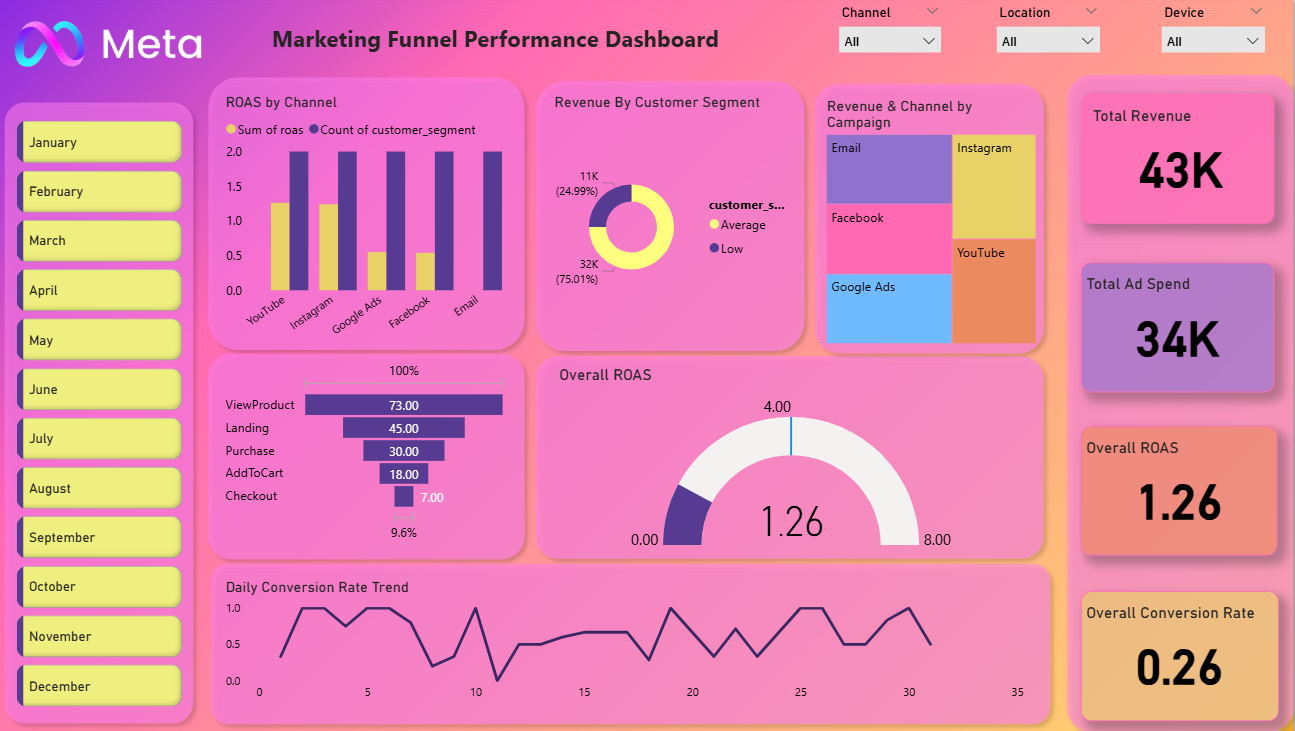 Meta
Marketing Funnel Performance Dashboard
Channel
All
Location
All
Device
All
January
February
March
April
May
June
July
August
September
October
November
December
ROAS by Channel
Sum of roas Count of customer_segment
2.0
1.5
1.0
0.5
0.0
YouTube
Instagram
Google Ads
Facebook
Email
Revenue By Customer Segment
11K
(24.99%)
32K
(75.01%)
customer_s...
Average
Low
Revenue & Channel by
Campaign
Email
Instagram
Facebook
YouTube
Google Ads
Total Revenue
43K
Total Ad Spend
34K
Overall ROAS
1.26
Overall Conversion Rate
0.26
100%
ViewProduct 73.00
Landing 45.00
Purchase 30.00
AddToCart 18.00
Checkout 7.00
9.6%
Overall ROAS
4.00
1.26
0.00
8.00
Daily Conversion Rate Trend
1.0
0.5
0.0
0 5 10 15 20 25 30 35